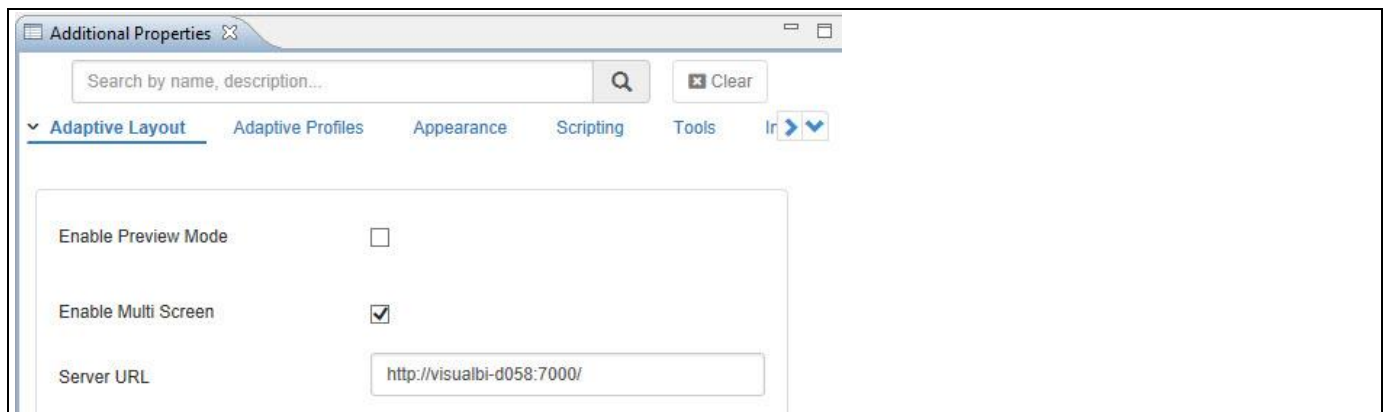 Additional Properties
Search by name, description...
Clear
Adaptive Layout Adaptive Profiles Appearance Scripting Tools
Enable Preview Mode
Enable Multi Screen
Server URL http://visualbi-d058:7000/